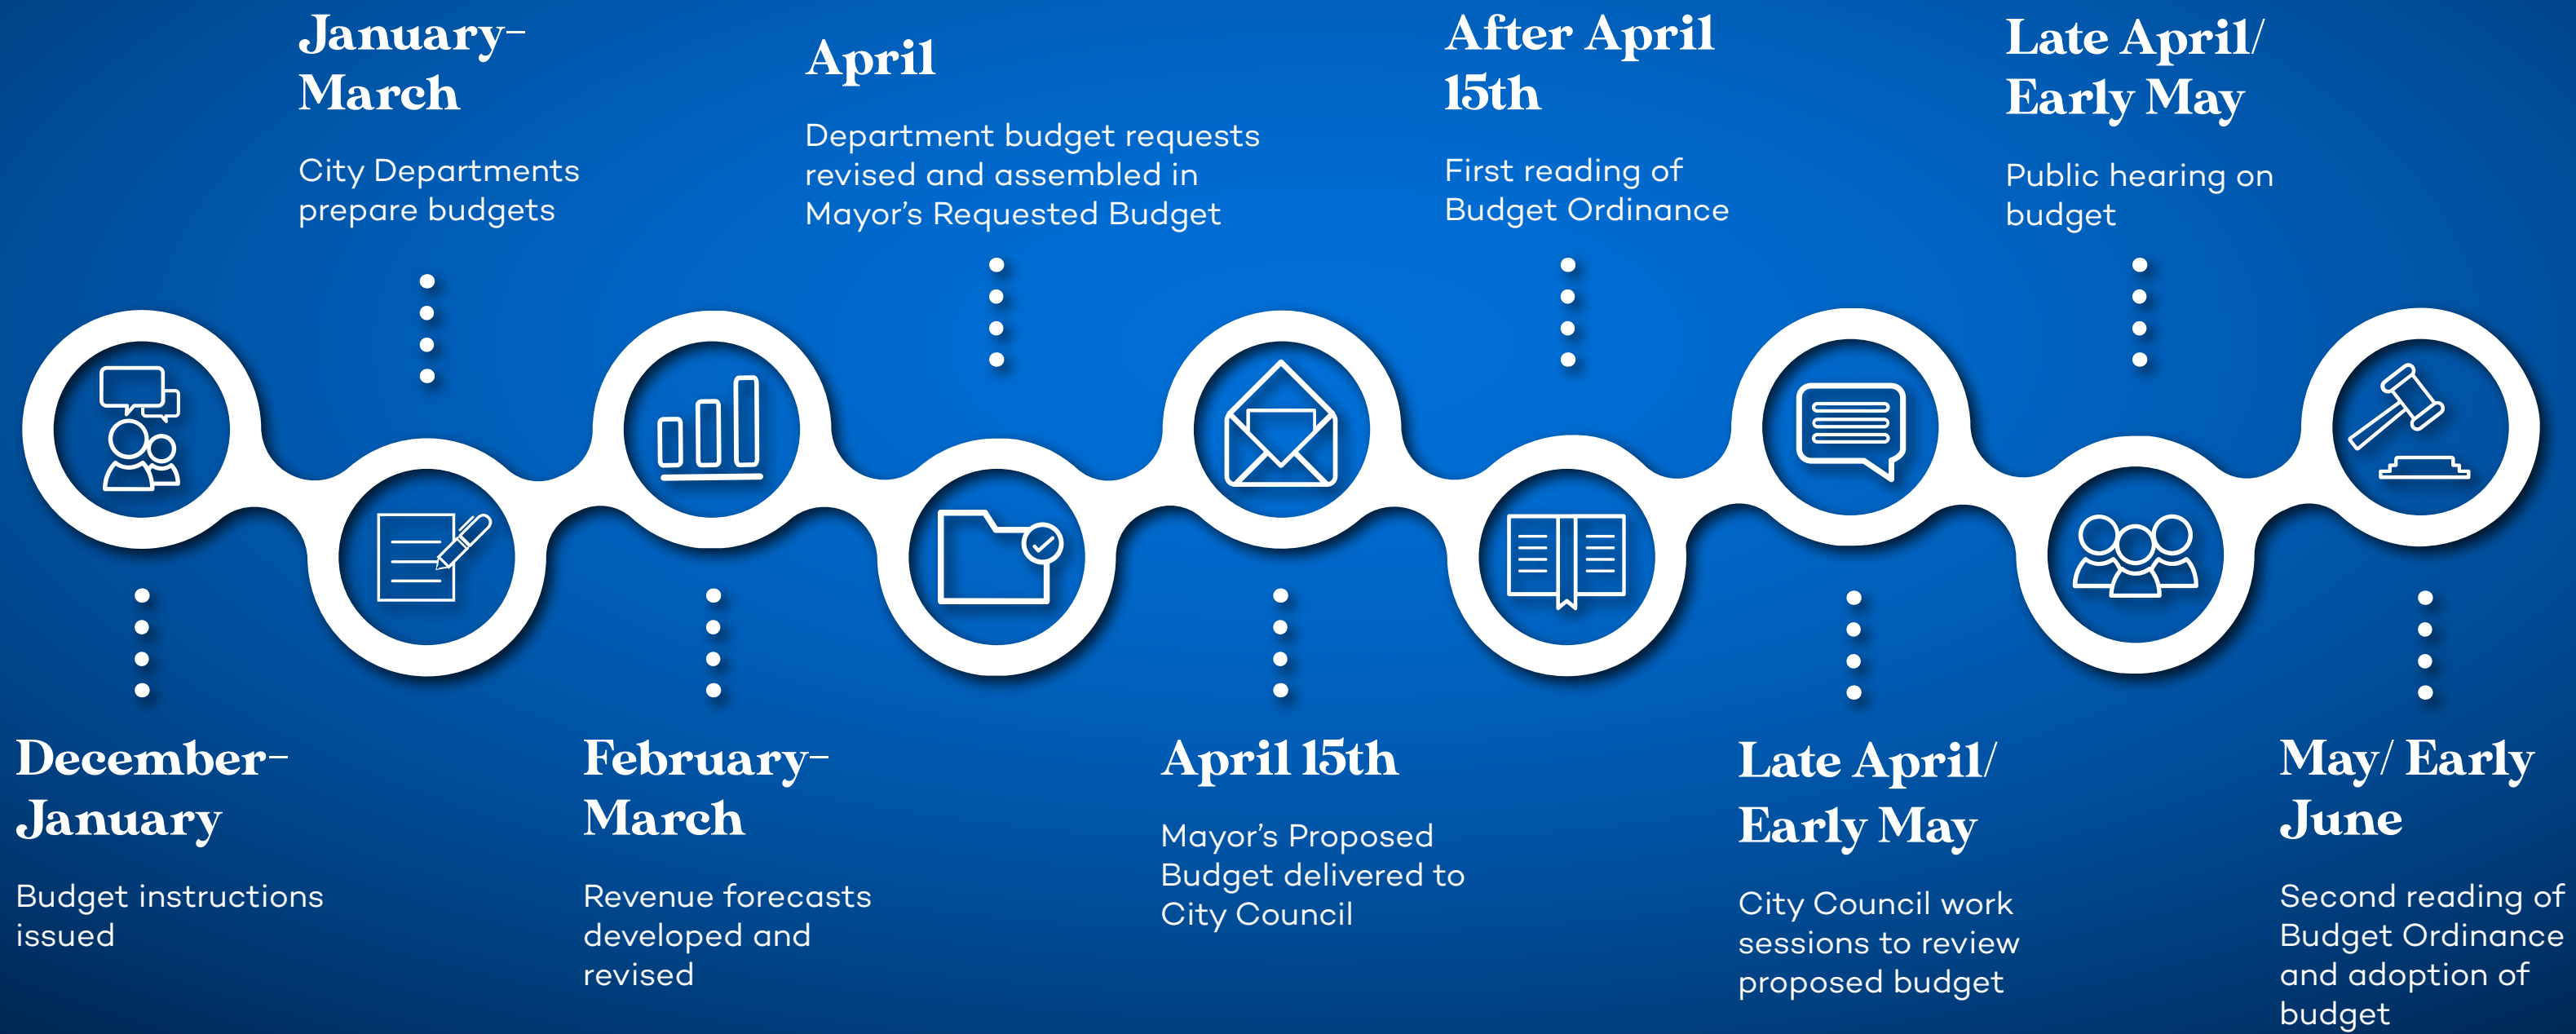 December–
January
Budget instructions
issued
January–
March
City Departments
prepare budgets
February–
March
Revenue forecasts
developed and
revised
April
Department budget requests
revised and assembled in
Mayor’s Requested Budget
April 15th
Mayor’s Proposed
Budget delivered to
City Council
After April
15th
First reading of
Budget Ordinance
Late April/
Early May
City Council work
sessions to review
proposed budget
Late April/
Early May
Public hearing on
budget
May/ Early
June
Second reading of
Budget Ordinance
and adoption of
budget